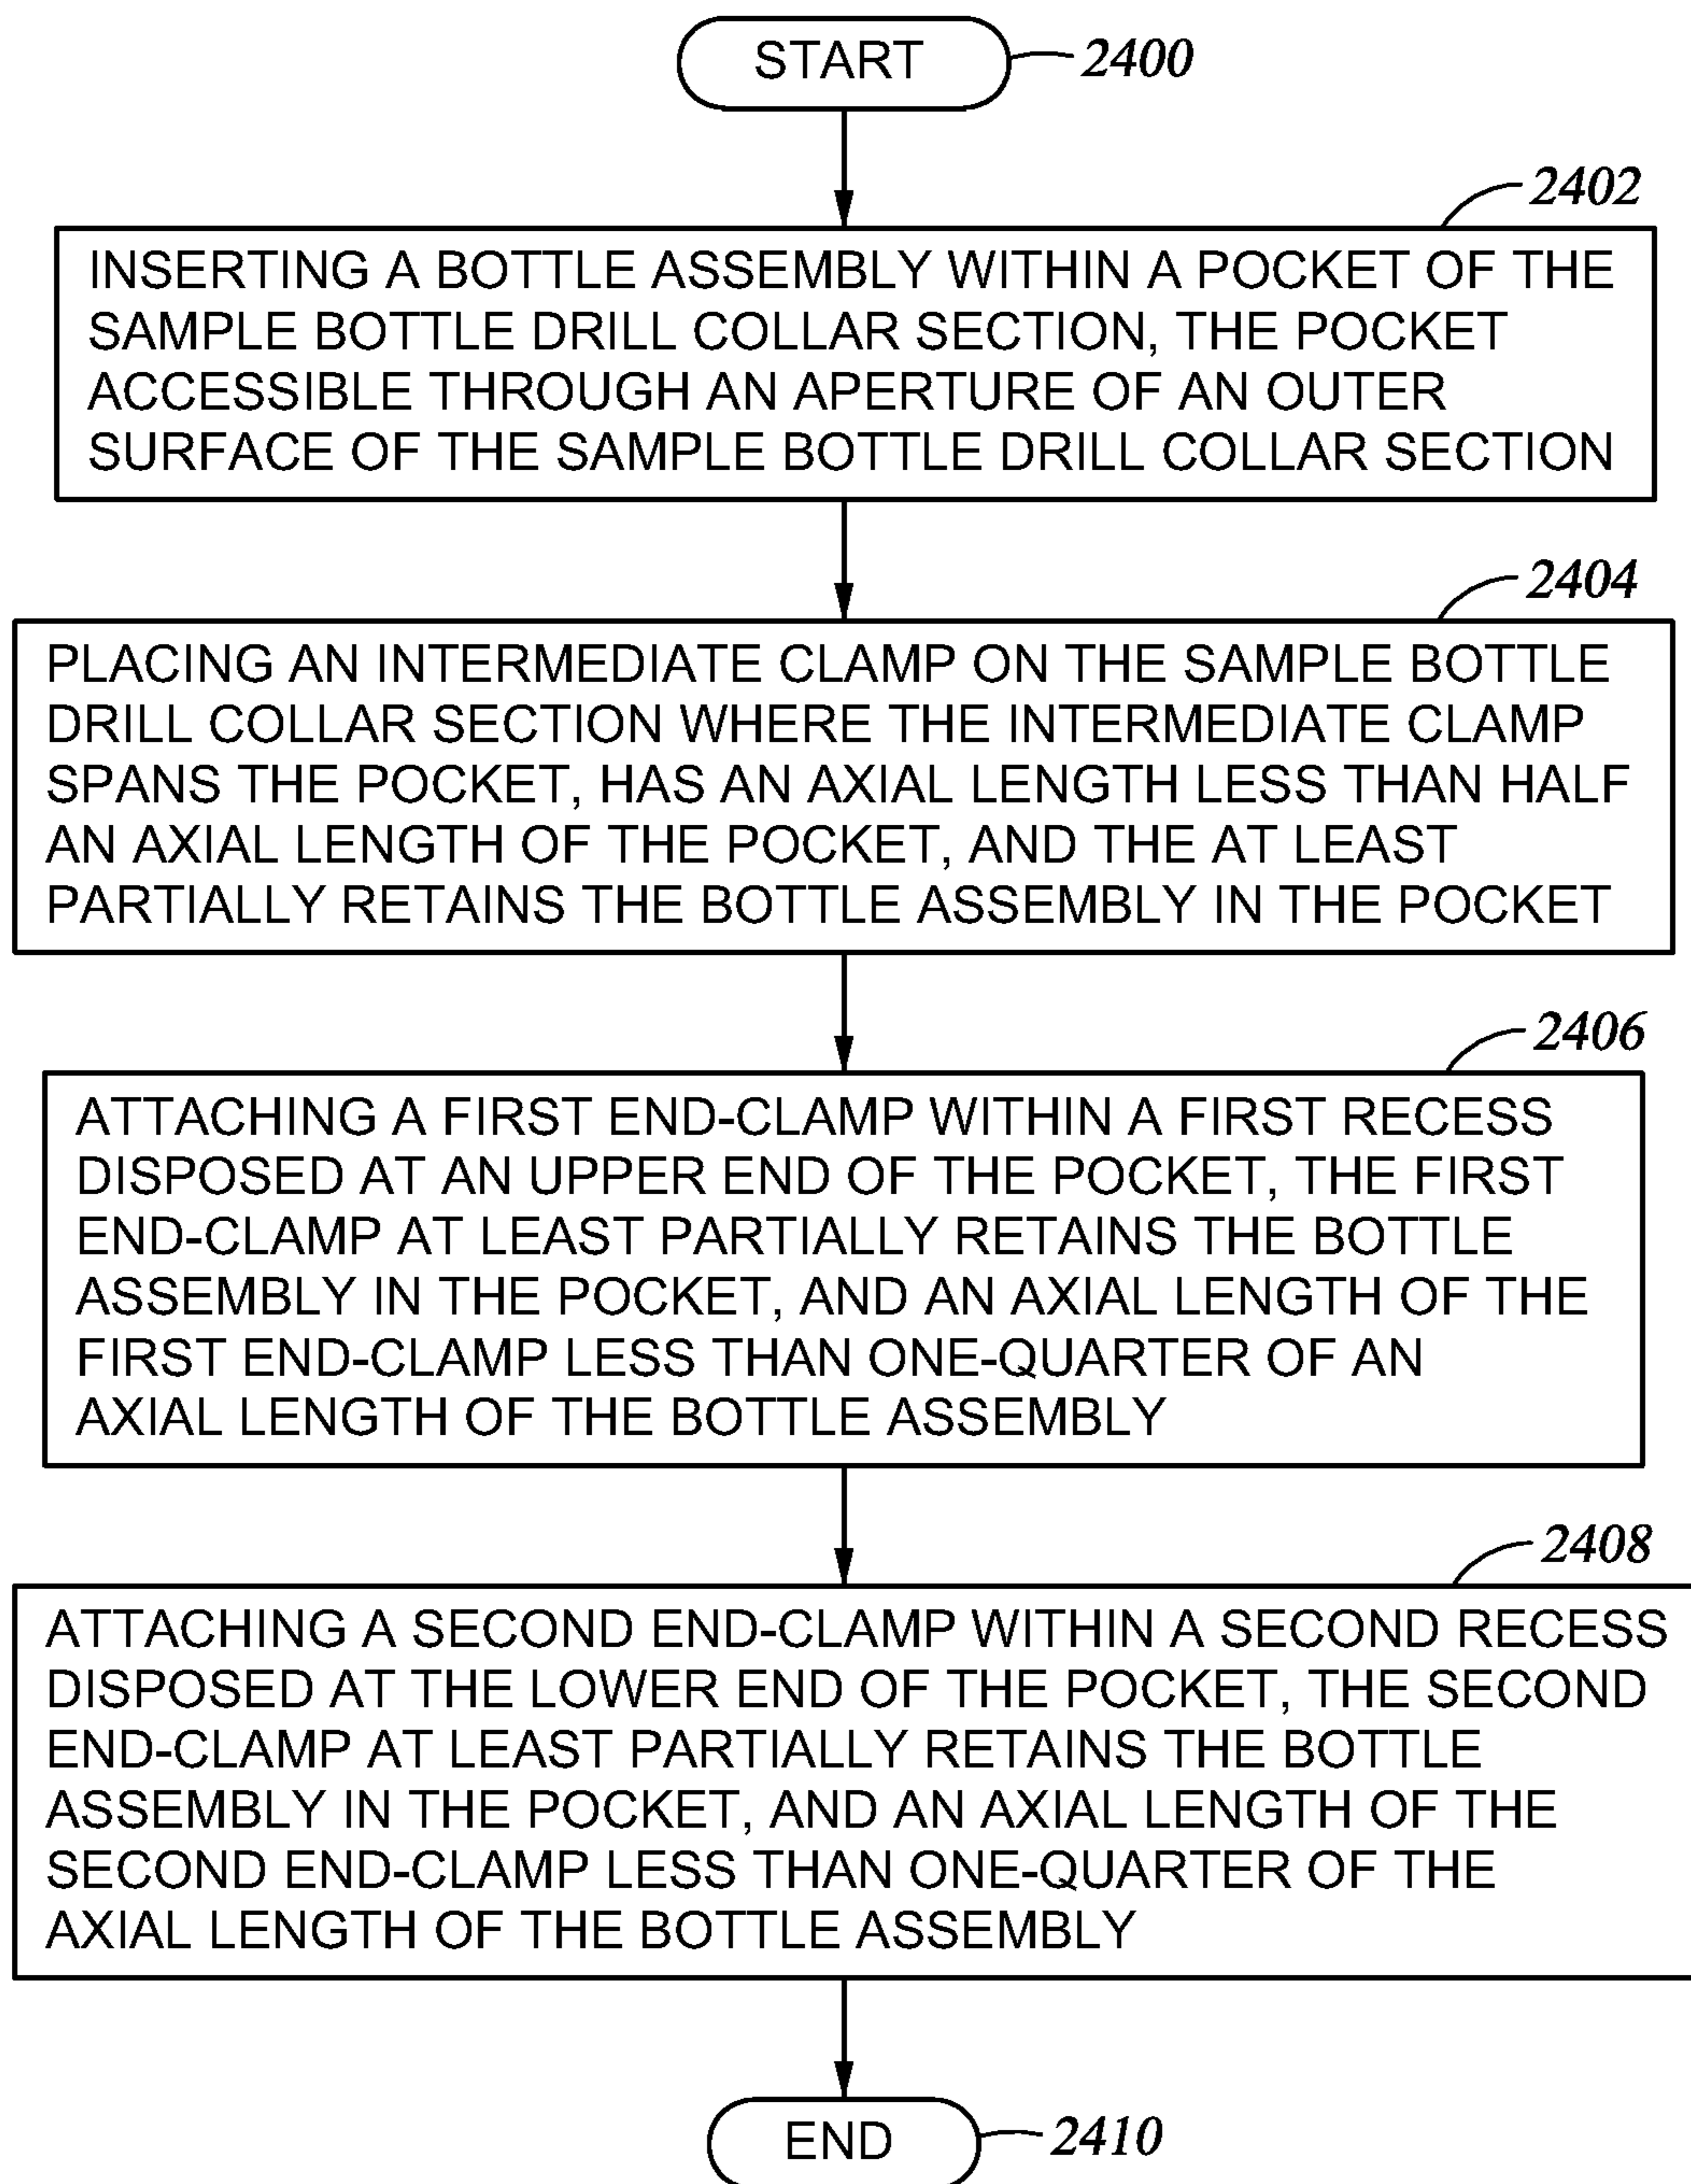 START
2400
2402
INSERTING A BOTTLE ASSEMBLY WITHIN A POCKET OF THE
SAMPLE BOTTLE DRILL COLLAR SECTION, THE POCKET
ACCESSIBLE THROUGH AN APERTURE OF AN OUTER
SURFACE OF THE SAMPLE BOTTLE DRILL COLLAR SECTION
2404
PLACING AN INTERMEDIATE CLAMP ON THE SAMPLE BOTTLE
DRILL COLLAR SECTION WHERE THE INTERMEDIATE CLAMP
SPANS THE POCKET, HAS AN AXIAL LENGTH LESS THAN HALF
AN AXIAL LENGTH OF THE POCKET, AND THE AT LEAST
PARTIALLY RETAINS THE BOTTLE ASSEMBLY IN THE POCKET
2406
ATTACHING A FIRST END-CLAMP WITHIN A FIRST RECESS
DISPOSED AT AN UPPER END OF THE POCKET, THE FIRST
END-CLAMP AT LEAST PARTIALLY RETAINS THE BOTTLE
ASSEMBLY IN THE POCKET, AND AN AXIAL LENGTH OF THE
FIRST END-CLAMP LESS THAN ONE-QUARTER OF AN
AXIAL LENGTH OF THE BOTTLE ASSEMBLY
2408
ATTACHING A SECOND END-CLAMP WITHIN A SECOND RECESS
DISPOSED AT THE LOWER END OF THE POCKET, THE SECOND
END-CLAMP AT LEAST PARTIALLY RETAINS THE BOTTLE
ASSEMBLY IN THE POCKET, AND AN AXIAL LENGTH OF THE
SECOND END-CLAMP LESS THAN ONE-QUARTER OF THE
AXIAL LENGTH OF THE BOTTLE ASSEMBLY
END
2410